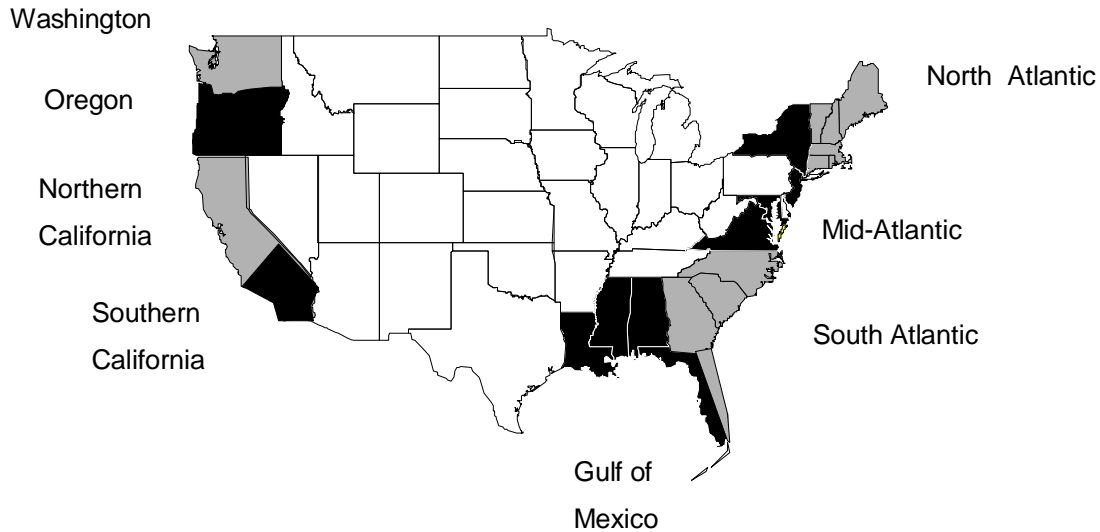 Washington
Oregon
North Atlantic
Northern
California
Mid-Atlantic
Southern
California
South Atlantic
Gulf of
Mexico